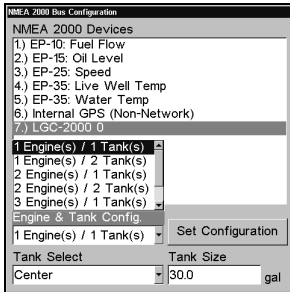 NMEA 2000 Bus Configuration
NMEA 2000 Devices
1.) EP-10: Fuel Flow
2.) EP-15: Oil Level
3.) EP-25: Speed
4.) EP-35: Live Well Temp
5.) EP-35: Water Temp
6.) Internal GPS (Non-Network)
7.) LGC-2000 0
1 Engine(s) / 1 Tank(s)
1 Engine(s) / 2 Tank(s)
2 Engine(s) / 1 Tank(s)
2 Engine(s) / 2 Tank(s)
3 Engine(s) / 1 Tank(s)
Engine & Tank Config.
1 Engine(s) / 1 Tank(s)
Set Configuration
Tank Select
Tank Size
Center
30.0
gal